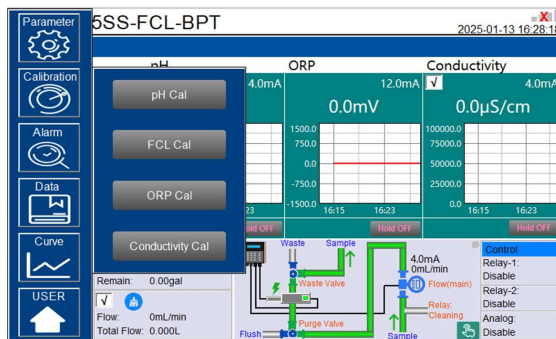 Parameter
5SS-FCL-BPT
2025-01-13 16:28:18
Calibration
Alarm
Data
Curve
USER
pH Cal
FCL Cal
ORP Cal
Conductivity Cal
pH
ORP
Conductivity
4.0mA
12.0mA
√
4.0mA
0.0mV
0.0µS/cm
1500.0
750.0
0.0
-750.0
-1500.0
100000.0
75000.0
50000.0
25000.0
0.0
23
16:15
16:23
16:15
16:23
old OFF
Hold OFF
Hold OFF
Remain: 0.00gal
√
Flow: 0mL/min
Total Flow: 0.000L
Waste
Sample
Waste Valve
Purge Valve
Flush
4.0mA
0mL/min
Flow(main)
Relay:
Cleaning
Sample
Control
Relay-1:
Disable
Relay-2:
Disable
Analog:
Disable